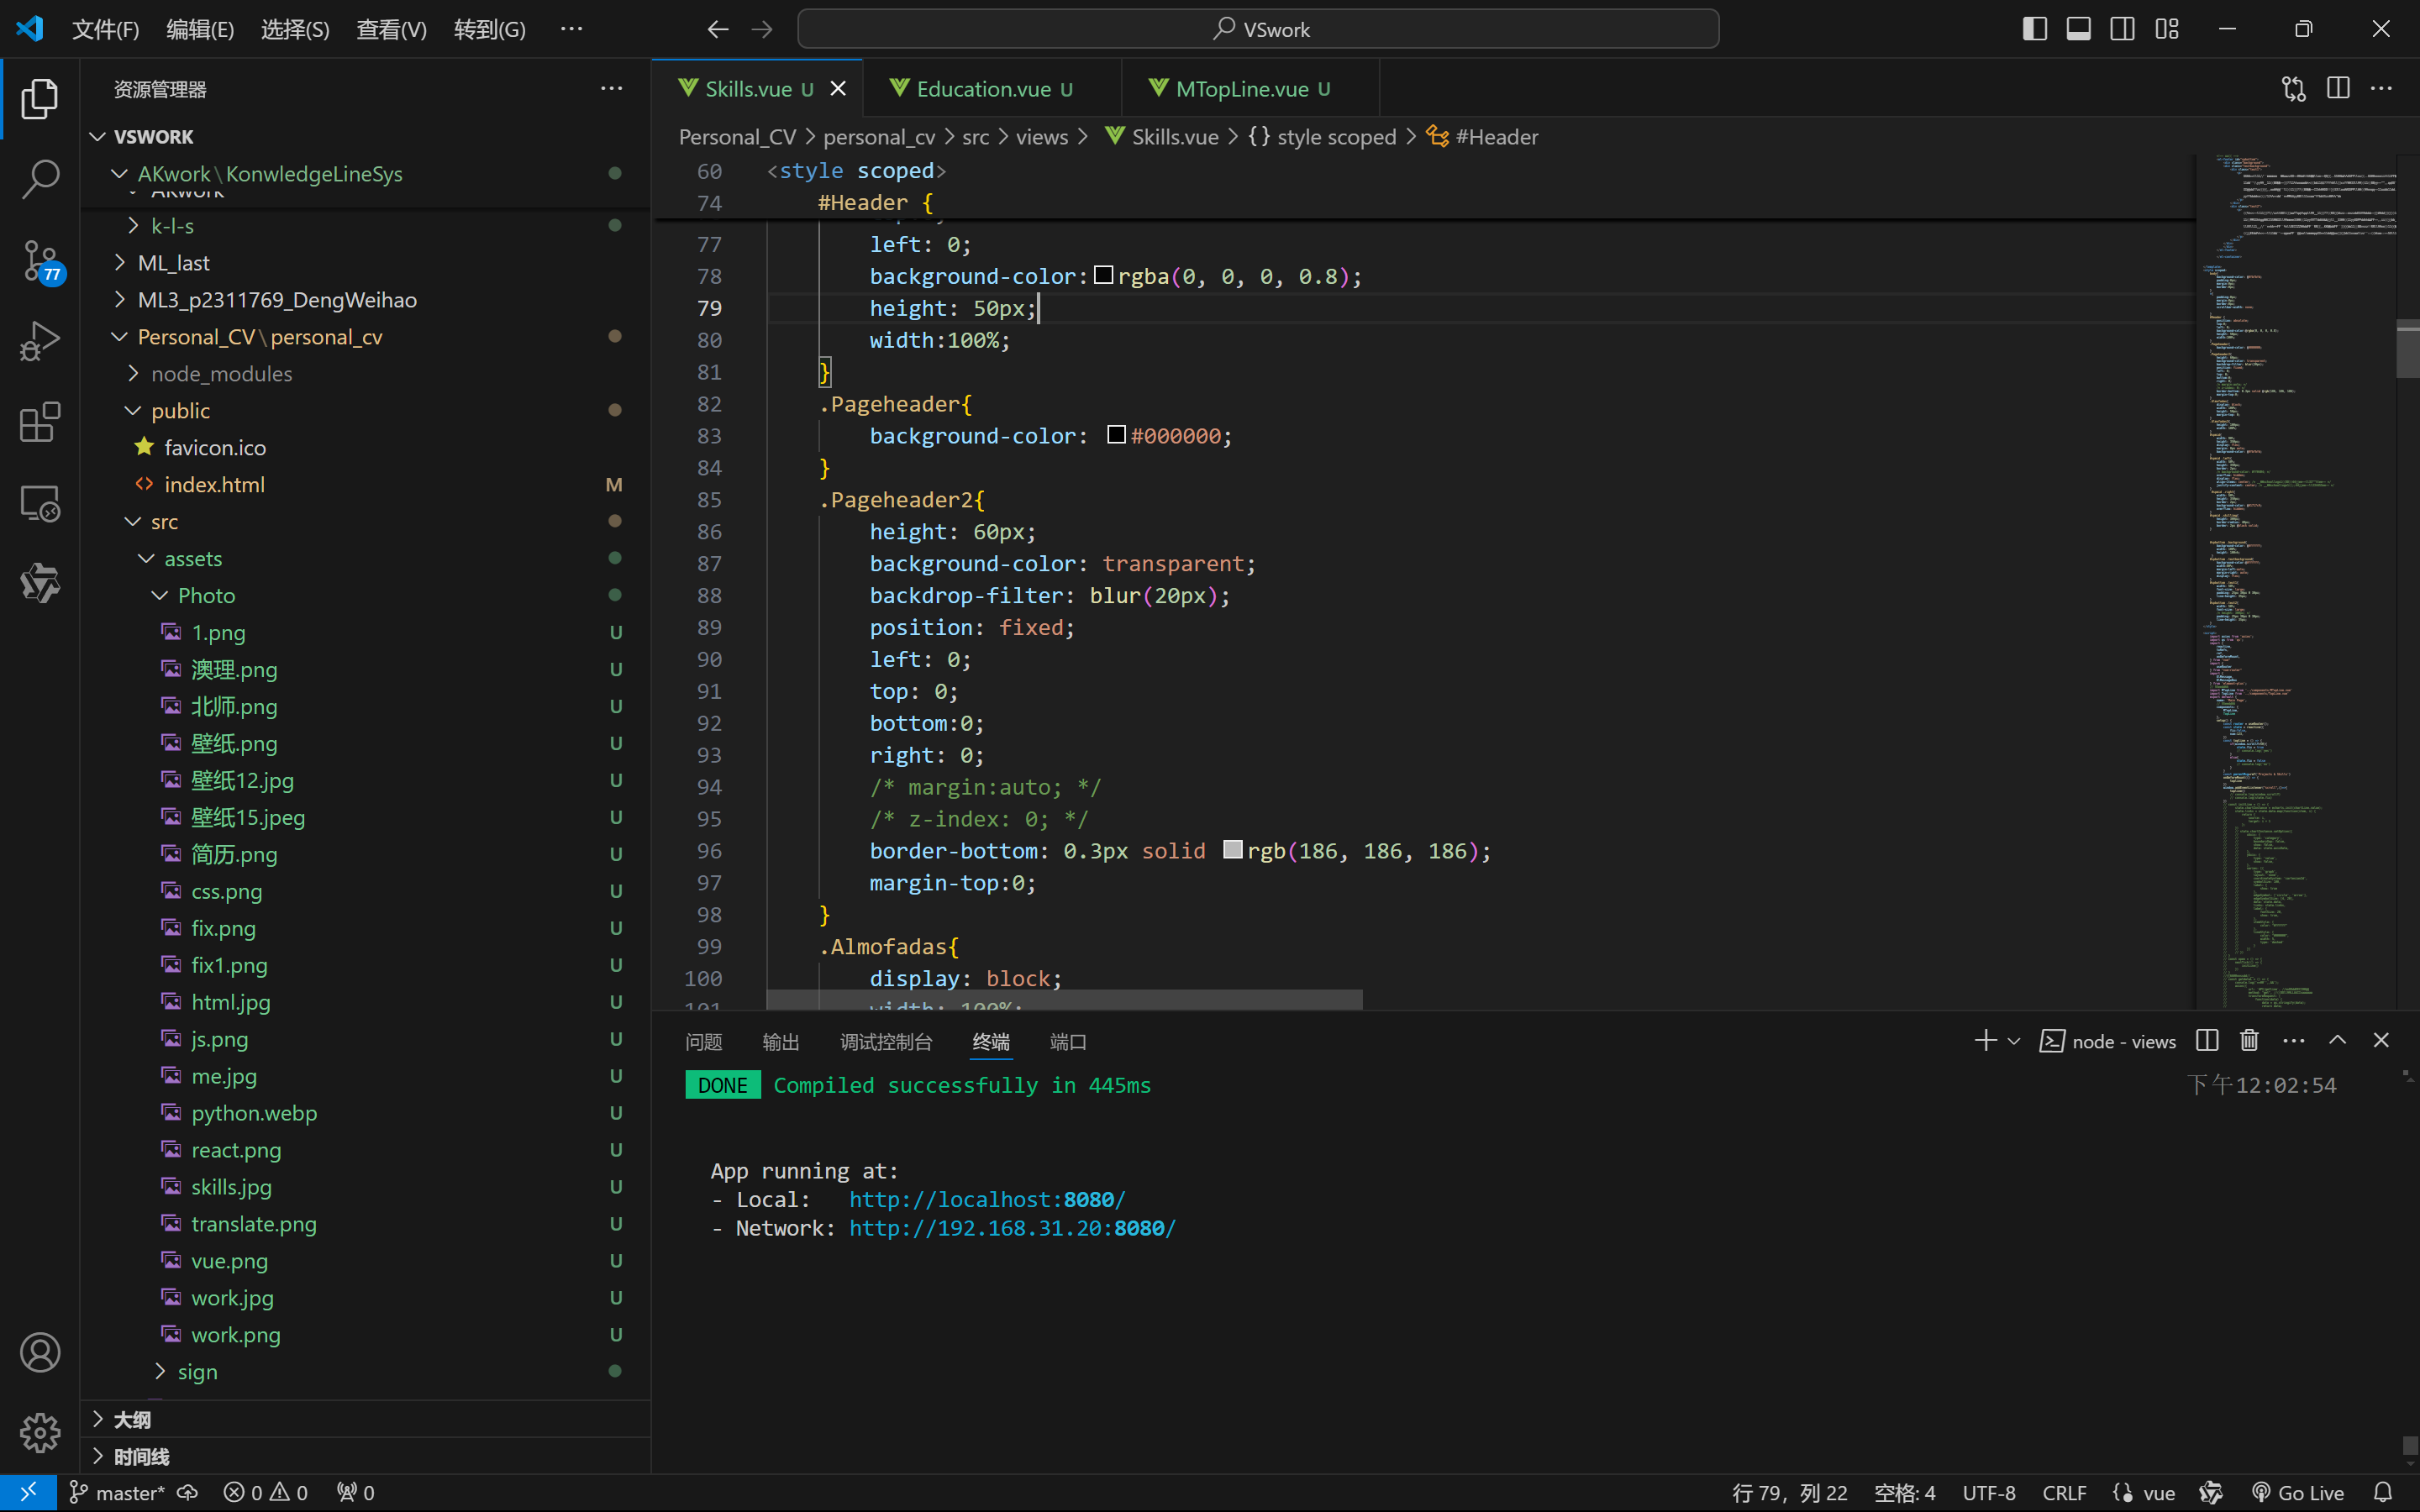 文件(F) 编辑(E) 选择(S) 查看(V) 转到(G) ··· VSwork
资源管理器 ···
VSWORK
AKwork\KonwledgeLineSys
k-l-s
ML_last
ML3_p2311769_DengWeihao
Personal_CV\personal_cv
node_modules
public
favicon.ico
index.html M
src
assets
Photo
1.png U
澳理.png U
北师.png U
壁纸.png U
壁纸12.jpg U
壁纸15.jpeg U
简历.png U
css.png U
fix.png U
fix1.png U
html.jpg U
js.png U
me.jpg U
python.webp U
react.png U
skills.jpg U
translate.png U
vue.png U
work.jpg U
work.png U
sign
大纲
时间线
77
Skills.vue U Education.vue U MTopLine.vue U
Personal_CV > personal_cv > src > views > Skills.vue > {} style scoped > #Header
60 <style scoped>
74 #Header {
77 left: 0;
78 background-color:rgba(0, 0, 0, 0.8);
79 height: 50px;
80 width:100%;
81 }
82 .Pageheader{
83 background-color: #000000;
84 }
85 .Pageheader2{
86 height: 60px;
87 background-color: transparent;
88 backdrop-filter: blur(20px);
89 position: fixed;
90 left: 0;
91 top: 0;
92 bottom:0;
93 right: 0;
94 /* margin:auto; */
95 /* z-index: 0; */
96 border-bottom: 0.3px solid rgb(186, 186, 186);
97 margin-top:0;
98 }
99 .Almofadas{
100 display: block;
101 width: 100%;
问题 输出 调试控制台 终端 端口 node - views ···
DONE Compiled successfully in 445ms 下午12:02:54
App running at:
- Local: http://localhost:8080/
- Network: http://192.168.31.20:8080/
master* 0 0 0 行 79，列 22 空格: 4 UTF-8 CRLF vue Go Live